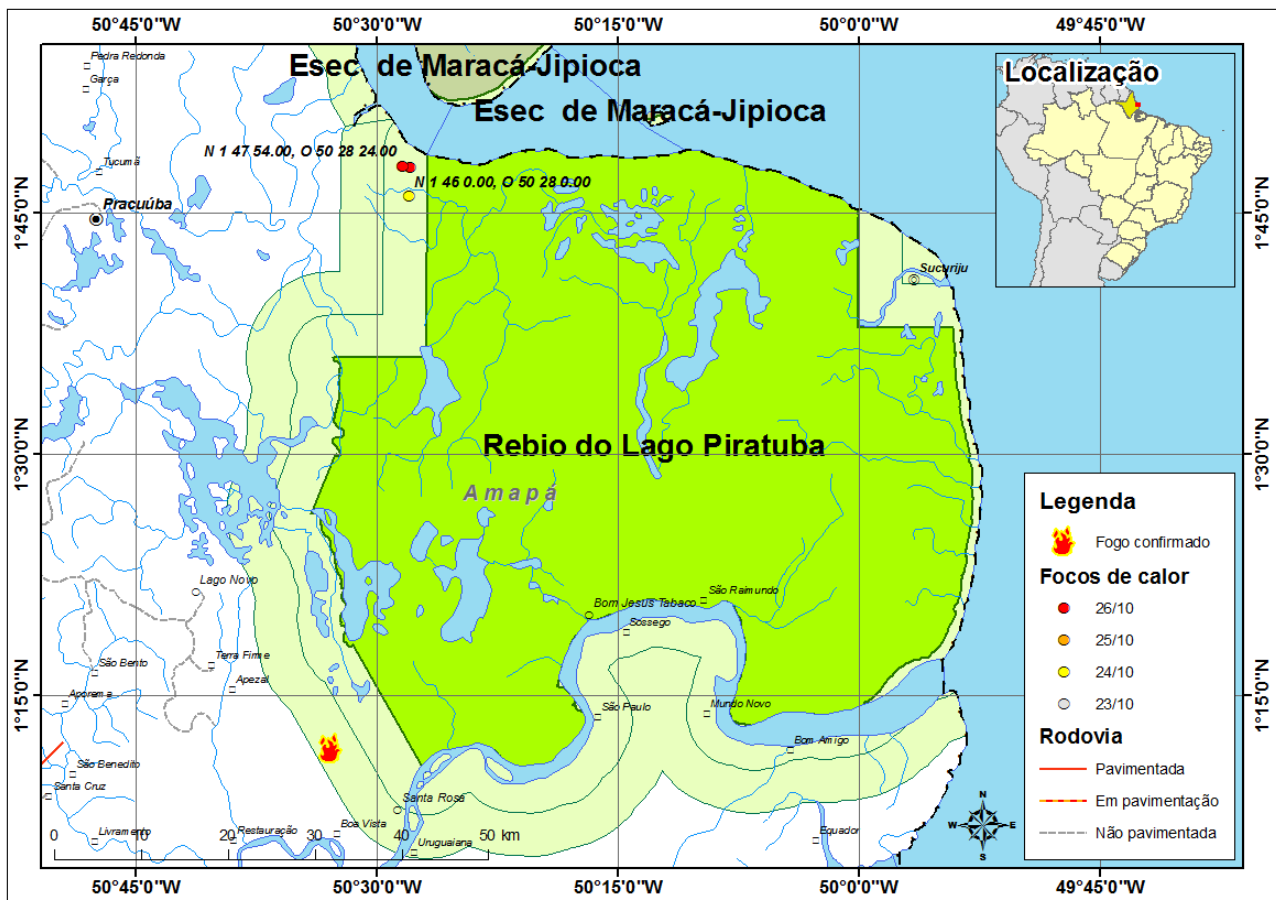 50°45'0"W 50°30'0"W 50°15'0"W 50°0'0"W 49°45'0"W
Pedra Redonda
Garça
Esec de Maracá-Jipioca
Esec de Maracá-Jipioca
Localização
N 1 47 54.00, O 50 28 24.00
Tucumã
N 1 46 0.00, O 50 28 0.00
Pracuúba
1°45'0"N 1°45'0"N
Sucuriju
1°30'0"N 1°30'0"N
Rebio do Lago Piratuba
Amapá
Legenda
Fogo confirmado
Focos de calor
26/10
25/10
24/10
23/10
Rodovia
Pavimentada
Em pavimentação
Não pavimentada
Lago Novo
São Raimundo
Bom Jesus Tabaco
Sossego
São Bento
Terra Firme
Apezal
Aporema
1°15'0"N 1°15'0"N
São Paulo
Mundo Novo
Bom Amigo
São Benedito
Santa Cruz
Santa Rosa
N
W E
S
Livramento
Restauração
Boa Vista
Uruguaiana
Equador
0 10 20 30 40 50 km
50°45'0"W 50°30'0"W 50°15'0"W 50°0'0"W 49°45'0"W